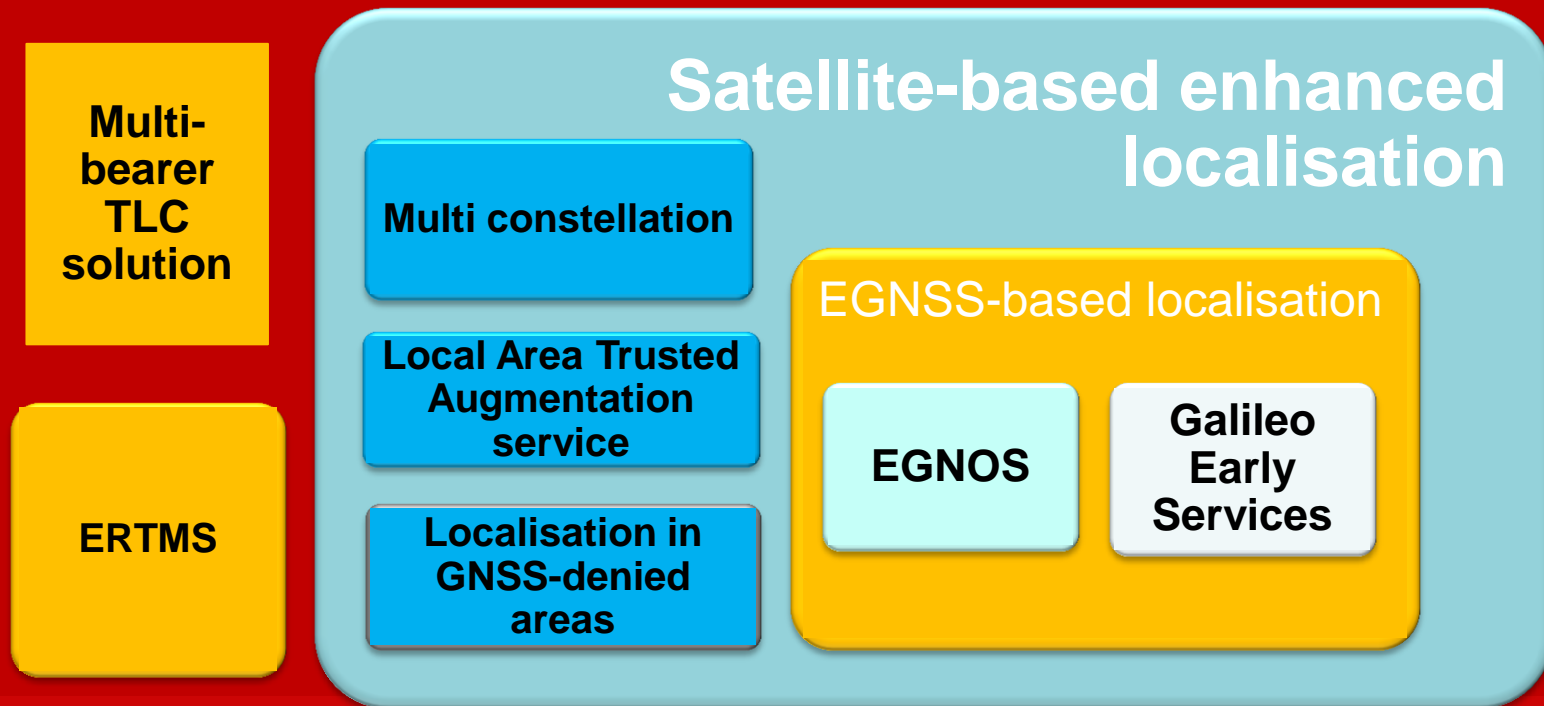 Multi-
bearer
TLC
solution
ERTMS
Satellite-based enhanced
localisation
Multi constellation
Local Area Trusted
Augmentation
service
Localisation in
GNSS-denied
areas
EGNSS-based localisation
EGNOS
Galileo
Early
Services